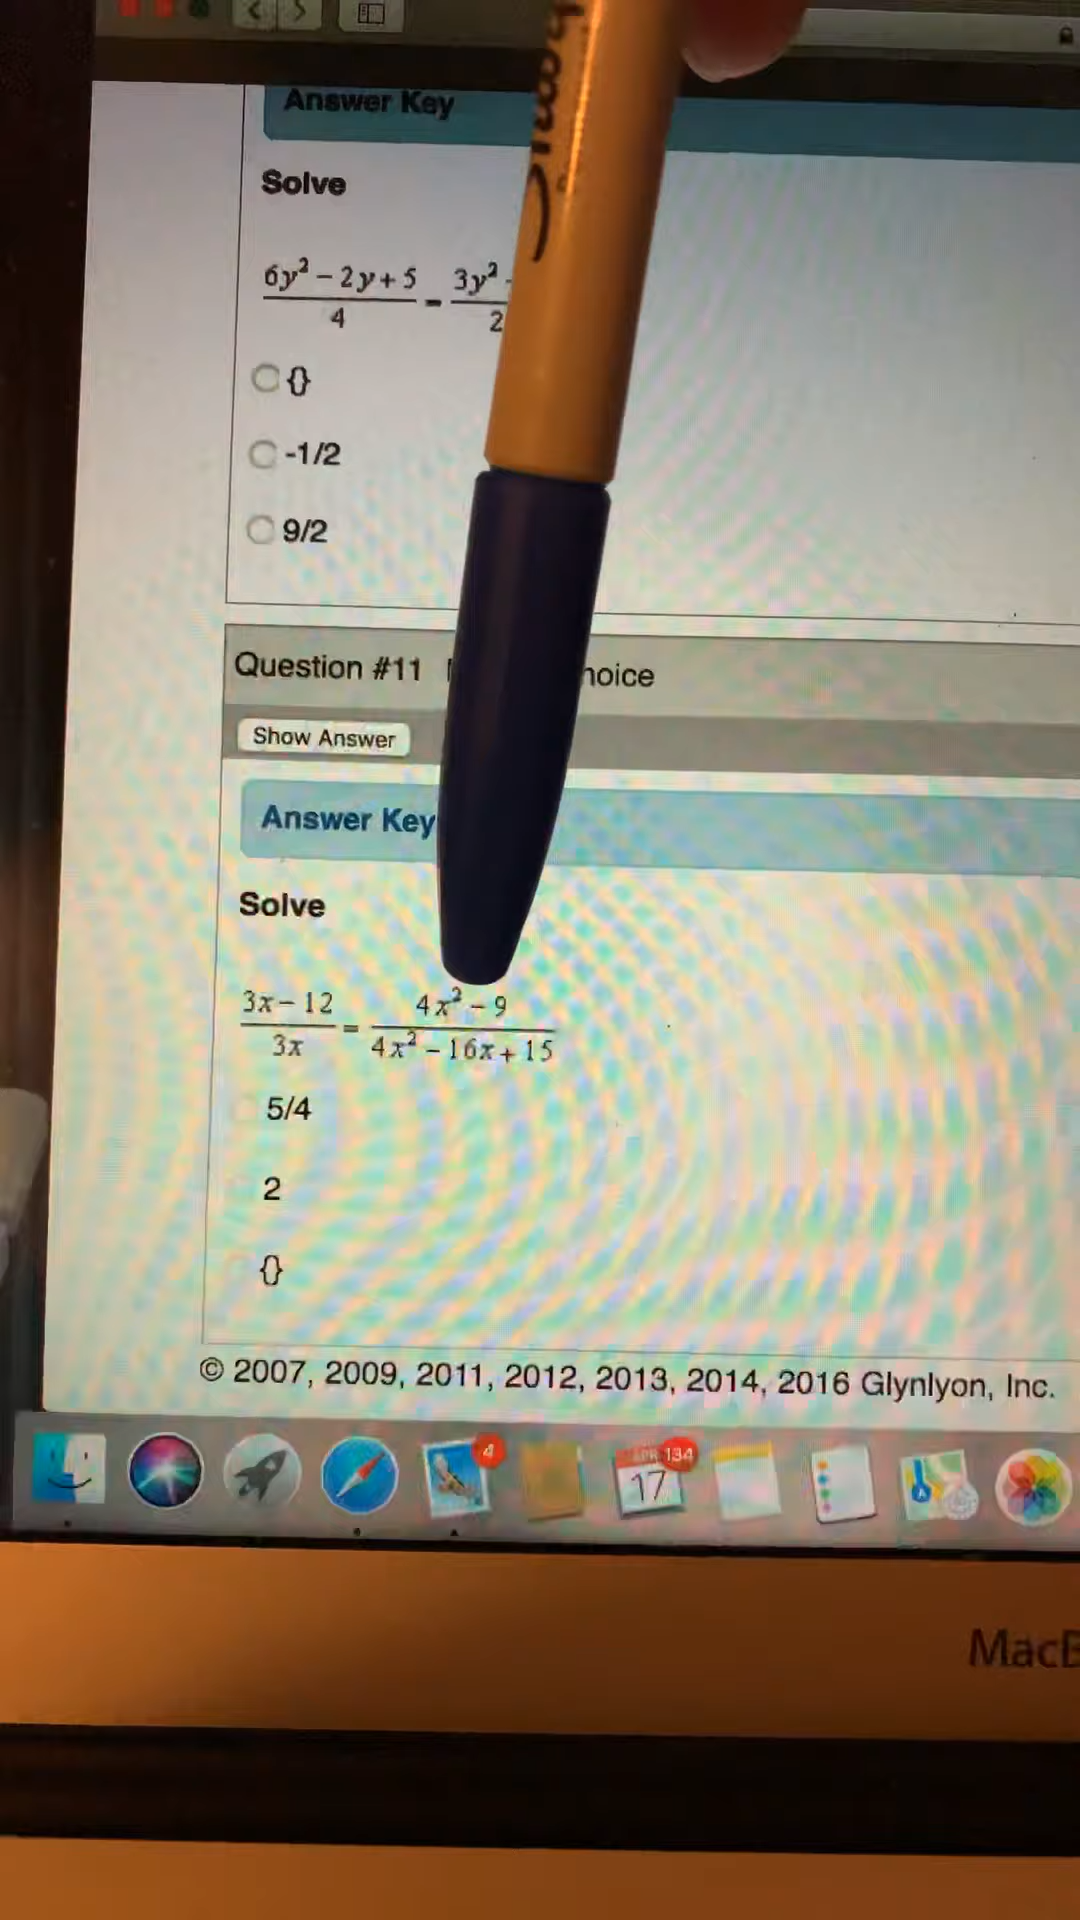 Answer Key
Solve
6y² − 2y + 5 / 4 = 3y² / 2
{}
-1/2
9/2
Question #11
Show Answer
Answer Key
Solve
3x − 12 / 3x = 4x² − 9 / 4x² − 16x + 15
5/4
2
{}
© 2007, 2009, 2011, 2012, 2013, 2014, 2016 Glynlyon, Inc.
4
APR 134
17